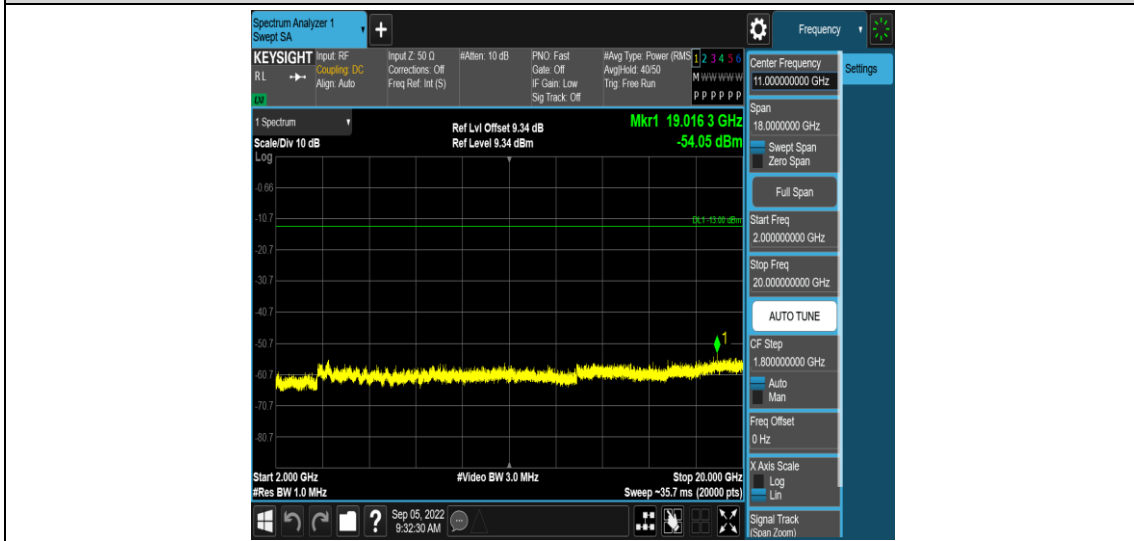 Spectrum Analyzer 1
Swept SA
+
Frequency
KEYSIGHT
RL
Input: RF
Coupling: DC
Align: Auto
Input Z: 50 Ω
Corrections: Off
Freq Ref: Int (S)
#Atten: 10 dB
PNO: Fast
Gate: Off
IF Gain: Low
Sig Track: Off
#Avg Type: Power (RMS
Avg|Hold: 40/50
Trig: Free Run
1 2 3 4 5 6
M W W W W W
P P P P P P
Center Frequency
11.000000000 GHz
Settings
Span
18.0000000 GHz
Swept Span
Zero Span
Full Span
Start Freq
2.000000000 GHz
Stop Freq
20.000000000 GHz
AUTO TUNE
CF Step
1.800000000 GHz
Auto
Man
Freq Offset
0 Hz
X Axis Scale
Log
Lin
Signal Track
(Span Zoom)
1 Spectrum
Scale/Div 10 dB
Log
Ref Lvl Offset 9.34 dB
Ref Level 9.34 dBm
Mkr1 19.016 3 GHz
-54.05 dBm
-0.66
-10.7
DL1 -13.00 dBm
-20.7
-30.7
-40.7
-50.7
1
-60.7
-70.7
-80.7
Start 2.000 GHz
#Res BW 1.0 MHz
#Video BW 3.0 MHz
Stop 20.000 GHz
Sweep ~35.7 ms (20000 pts)
?
Sep 05, 2022
9:32:30 AM